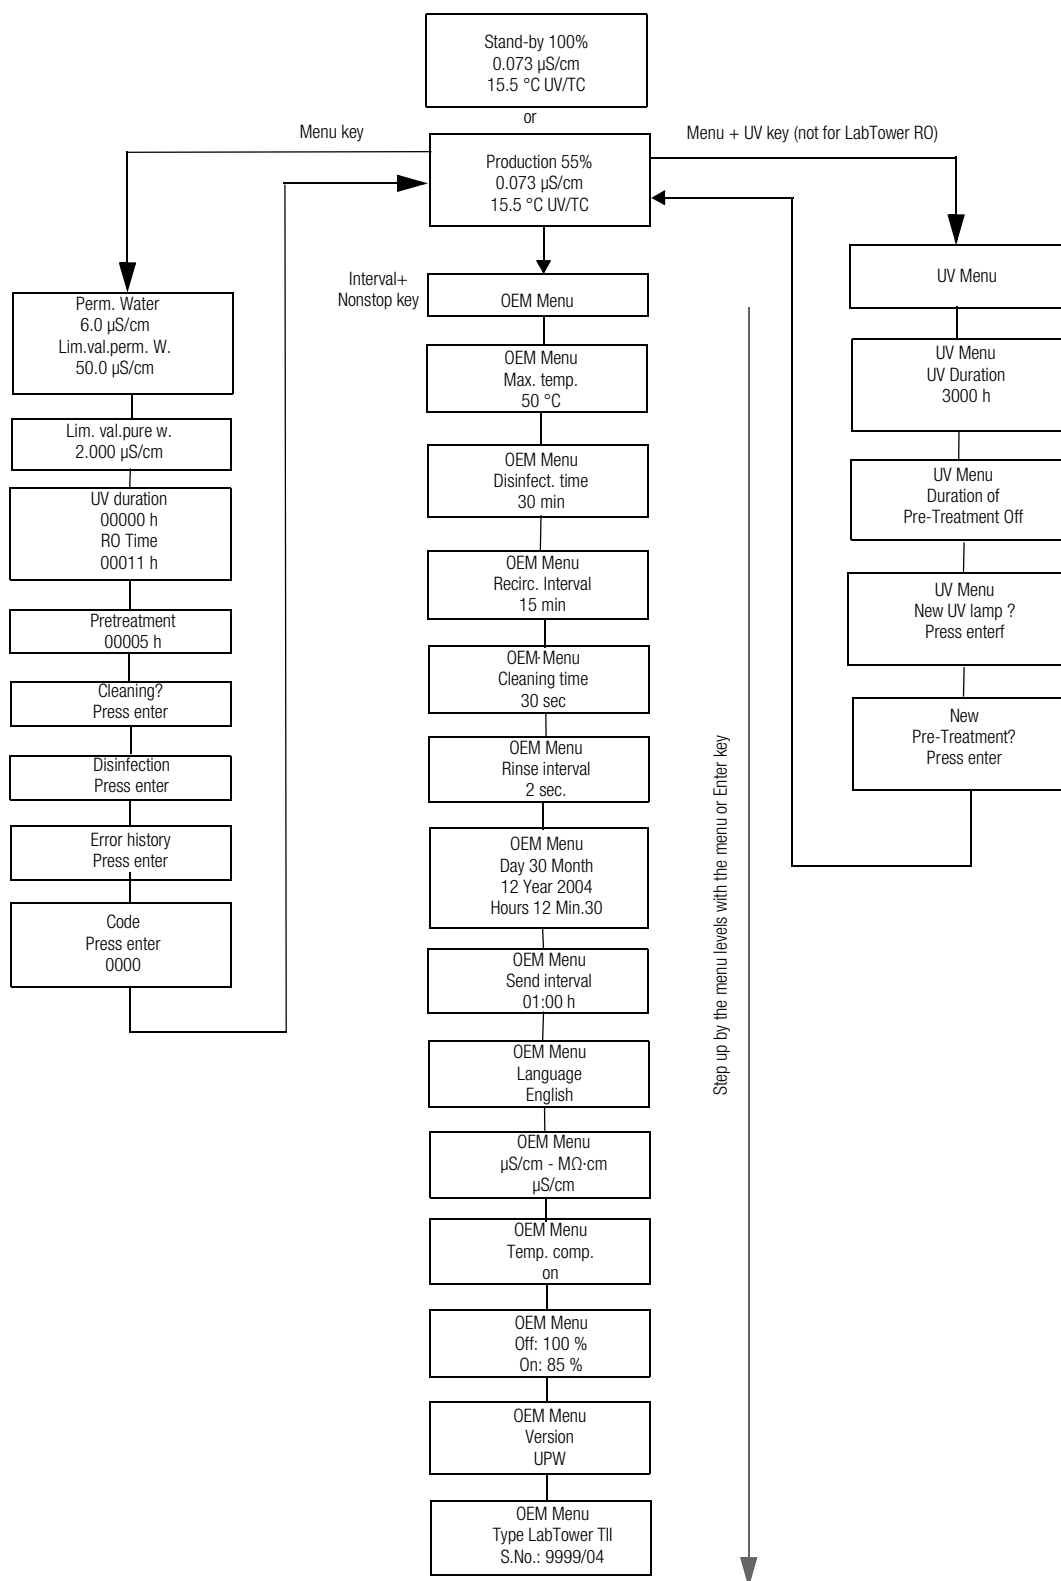 Stand-by 100%
0.073 µS/cm
15.5 °C UV/TC
or
Menu key
Menu + UV key (not for LabTower RO)
Production 55%
0.073 µS/cm
15.5 °C UV/TC
Interval+
Nonstop key
Perm. Water
6.0 µS/cm
Lim.val.perm. W.
50.0 µS/cm
Lim. val.pure w.
2.000 µS/cm
UV duration
00000 h
RO Time
00011 h
Pretreatment
00005 h
Cleaning?
Press enter
Disinfection
Press enter
Error history
Press enter
Code
Press enter
0000
OEM Menu
OEM Menu
Max. temp.
50 °C
OEM Menu
Disinfect. time
30 min
OEM Menu
Recirc. Interval
15 min
OEM·Menu
Cleaning time
30 sec
OEM Menu
Rinse interval
2 sec.
OEM Menu
Day 30 Month
12 Year 2004
Hours 12 Min.30
OEM Menu
Send interval
01:00 h
OEM Menu
Language
English
OEM Menu
µS/cm - MΩ·cm
µS/cm
OEM Menu
Temp. comp.
on
OEM Menu
Off: 100 %
On: 85 %
OEM Menu
Version
UPW
OEM Menu
Type LabTower TII
S.No.: 9999/04
Step up by the menu levels with the menu or Enter key
UV Menu
UV Menu
UV Duration
3000 h
UV Menu
Duration of
Pre-Treatment Off
UV Menu
New UV lamp ?
Press enterf
New
Pre-Treatment?
Press enter